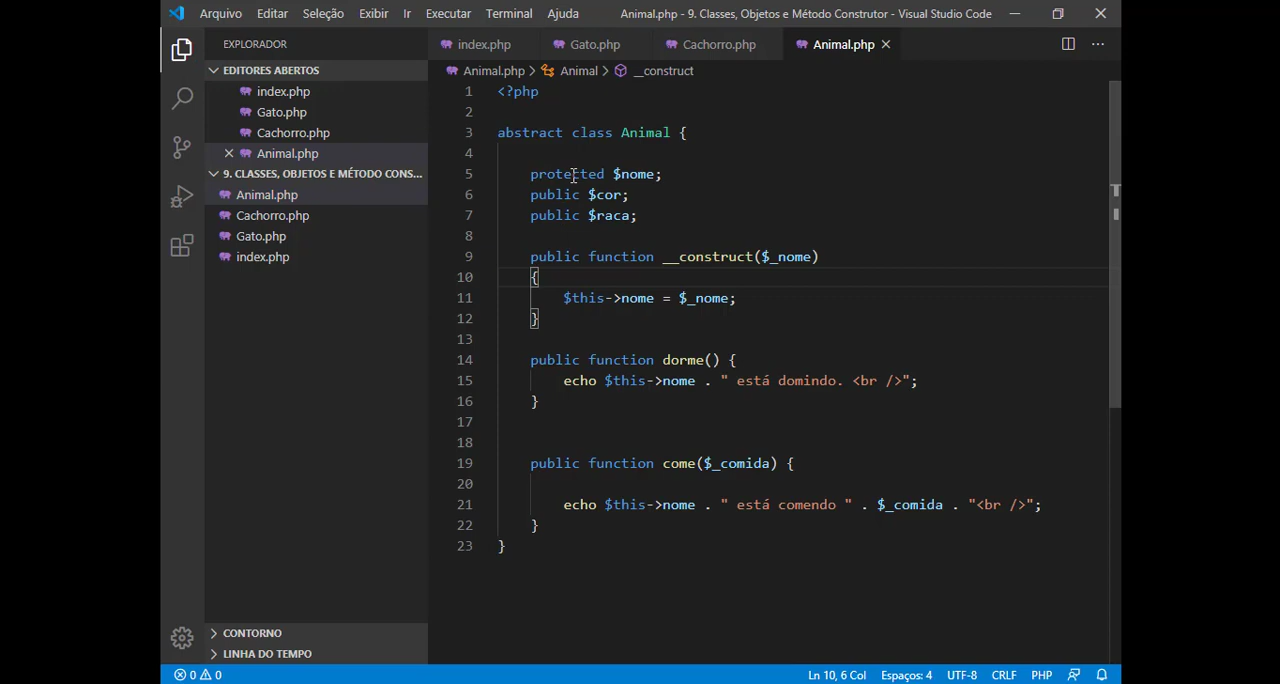 Arquivo Editar Seleção Exibir Ir Executar Terminal Ajuda Animal.php - 9. Classes, Objetos e Método Construtor - Visual Studio Code
EXPLORADOR
EDITORES ABERTOS
index.php
Gato.php
Cachorro.php
Animal.php
9. CLASSES, OBJETOS E MÉTODO CONS...
Animal.php
Cachorro.php
Gato.php
index.php
CONTORNO
LINHA DO TEMPO
index.php Gato.php Cachorro.php Animal.php
Animal.php > Animal > __construct
1 <?php
2
3 abstract class Animal {
4
5 protected $nome;
6 public $cor;
7 public $raca;
8
9 public function __construct($_nome)
10 {
11 $this->nome = $_nome;
12 }
13
14 public function dorme() {
15 echo $this->nome . " está domindo. <br />";
16 }
17
18
19 public function come($_comida) {
20
21 echo $this->nome . " está comendo " . $_comida . "<br />";
22 }
23 }
0 0 Ln 10, 6 Col Espaços: 4 UTF-8 CRLF PHP